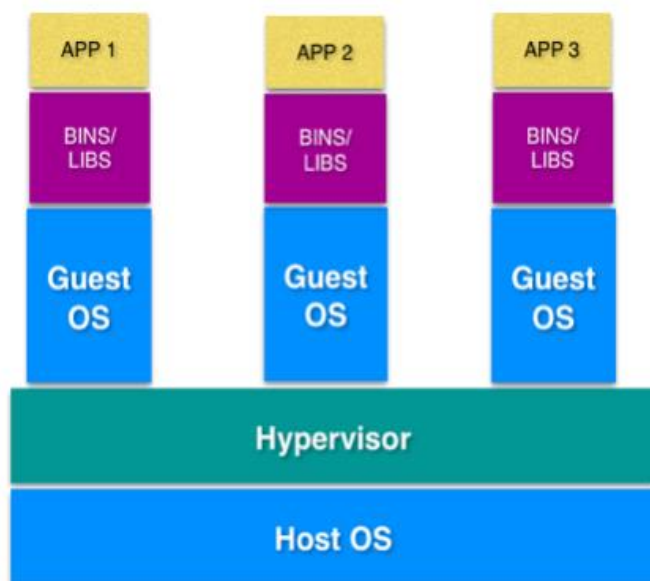 APP 1
APP 2
APP 3
BINS/
LIBS
BINS/
LIBS
BINS/
LIBS
Guest
OS
Guest
OS
Guest
OS
Hypervisor
Host OS